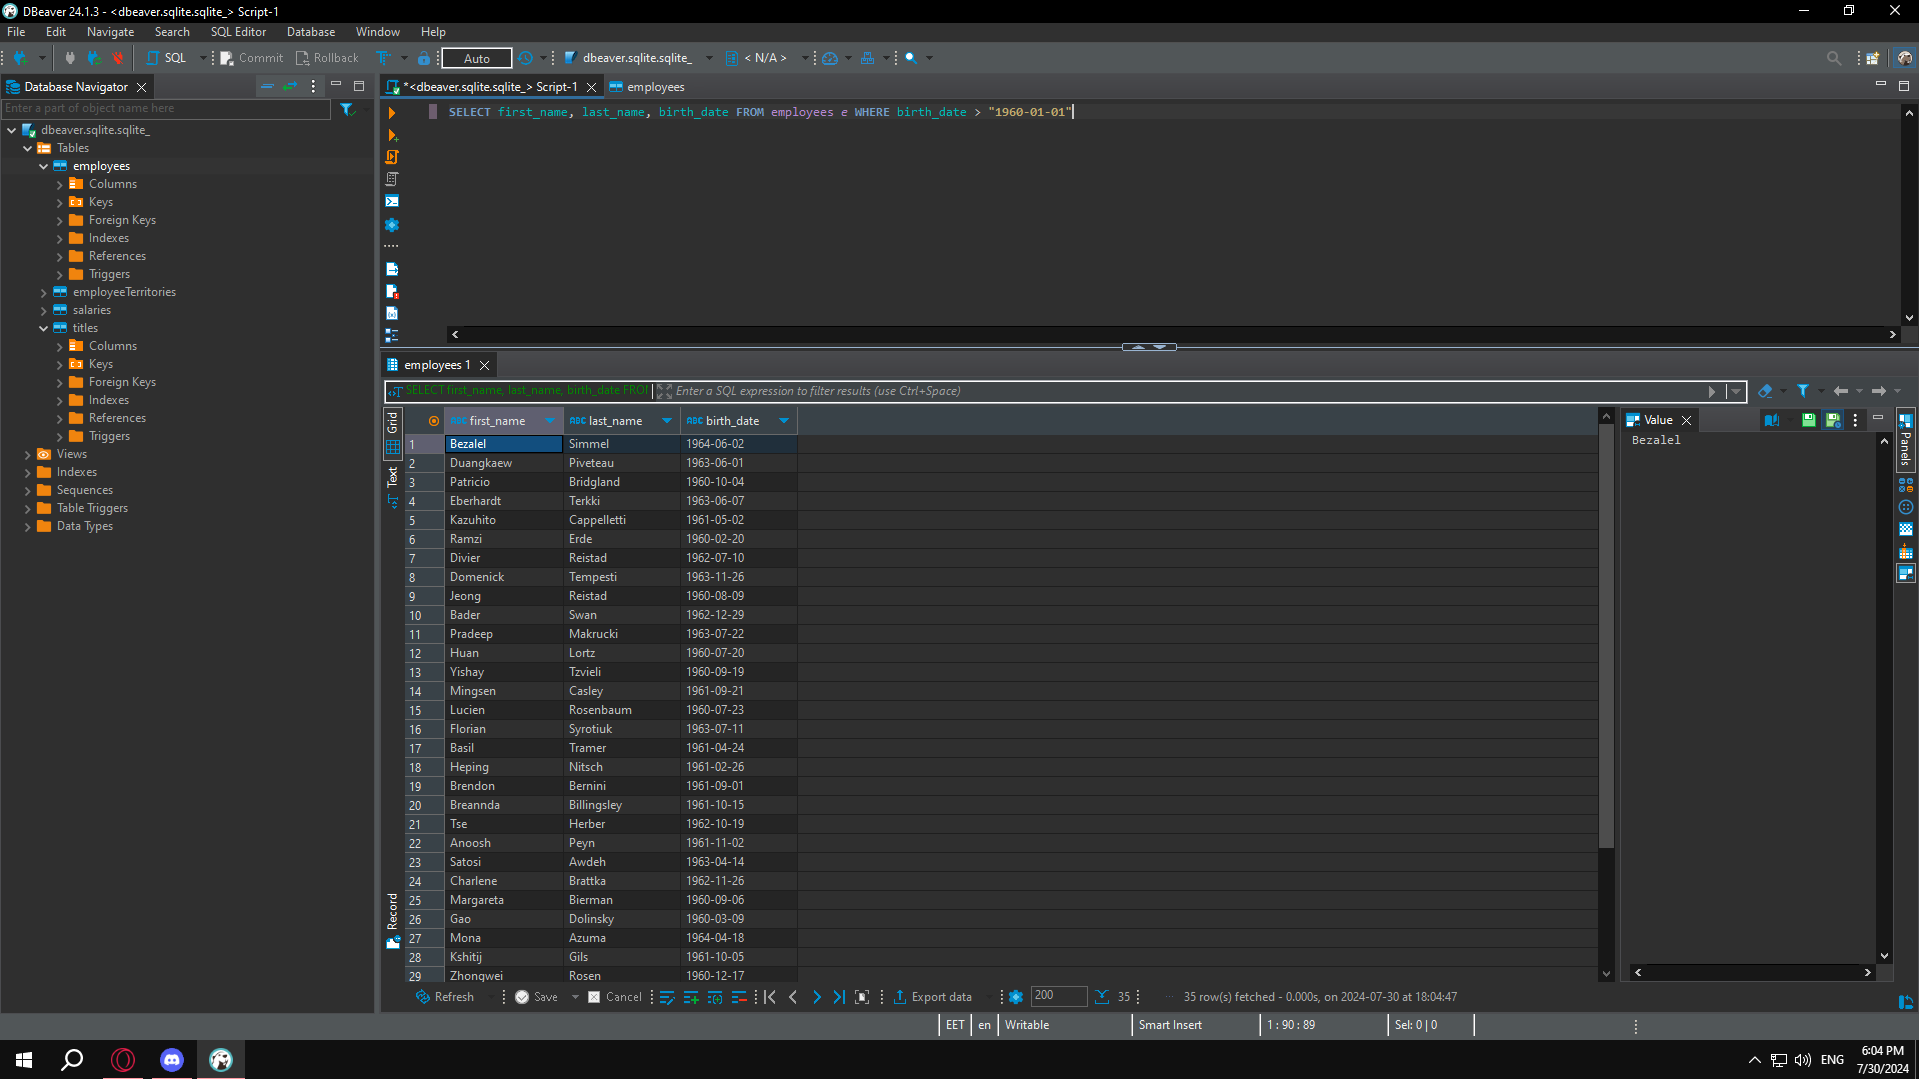 DBeaver 24.1.3 - <dbeaver.sqlite.sqlite_> Script-1
File Edit Navigate Search SQL Editor Database Window Help
SQL Commit Rollback Auto dbeaver.sqlite.sqlite_ < N/A >
Database Navigator
Enter a part of object name here
dbeaver.sqlite.sqlite_
Tables
employees
Columns
Keys
Foreign Keys
Indexes
References
Triggers
employeeTerritories
salaries
titles
Columns
Keys
Foreign Keys
Indexes
References
Triggers
Views
Indexes
Sequences
Table Triggers
Data Types
*<dbeaver.sqlite.sqlite_> Script-1 employees
SELECT first_name, last_name, birth_date FROM employees e WHERE birth_date > "1960-01-01"
employees 1
SELECT first_name, last_name, birth_date FROM Enter a SQL expression to filter results (use Ctrl+Space)
Grid
Text
Record
ABC first_name ABC last_name ABC birth_date
1 Bezalel Simmel 1964-06-02
2 Duangkaew Piveteau 1963-06-01
3 Patricio Bridgland 1960-10-04
4 Eberhardt Terkki 1963-06-07
5 Kazuhito Cappelletti 1961-05-02
6 Ramzi Erde 1960-02-20
7 Divier Reistad 1962-07-10
8 Domenick Tempesti 1963-11-26
9 Jeong Reistad 1960-08-09
10 Bader Swan 1962-12-29
11 Pradeep Makrucki 1963-07-22
12 Huan Lortz 1960-07-20
13 Yishay Tzvieli 1960-09-19
14 Mingsen Casley 1961-09-21
15 Lucien Rosenbaum 1960-07-23
16 Florian Syrotiuk 1963-07-11
17 Basil Tramer 1961-04-24
18 Heping Nitsch 1961-02-26
19 Brendon Bernini 1961-09-01
20 Breannda Billingsley 1961-10-15
21 Tse Herber 1962-10-19
22 Anoosh Peyn 1961-11-02
23 Satosi Awdeh 1963-04-14
24 Charlene Brattka 1962-11-26
25 Margareta Bierman 1960-09-06
26 Gao Dolinsky 1960-03-09
27 Mona Azuma 1964-04-18
28 Kshitij Gils 1961-10-05
29 Zhongwei Rosen 1960-12-17
Value
Bezalel
Panels
Refresh Save Cancel Export data 200 35 35 row(s) fetched - 0.000s, on 2024-07-30 at 18:04:47
EET en Writable Smart Insert 1 : 90 : 89 Sel: 0 | 0
ENG
6:04 PM
7/30/2024